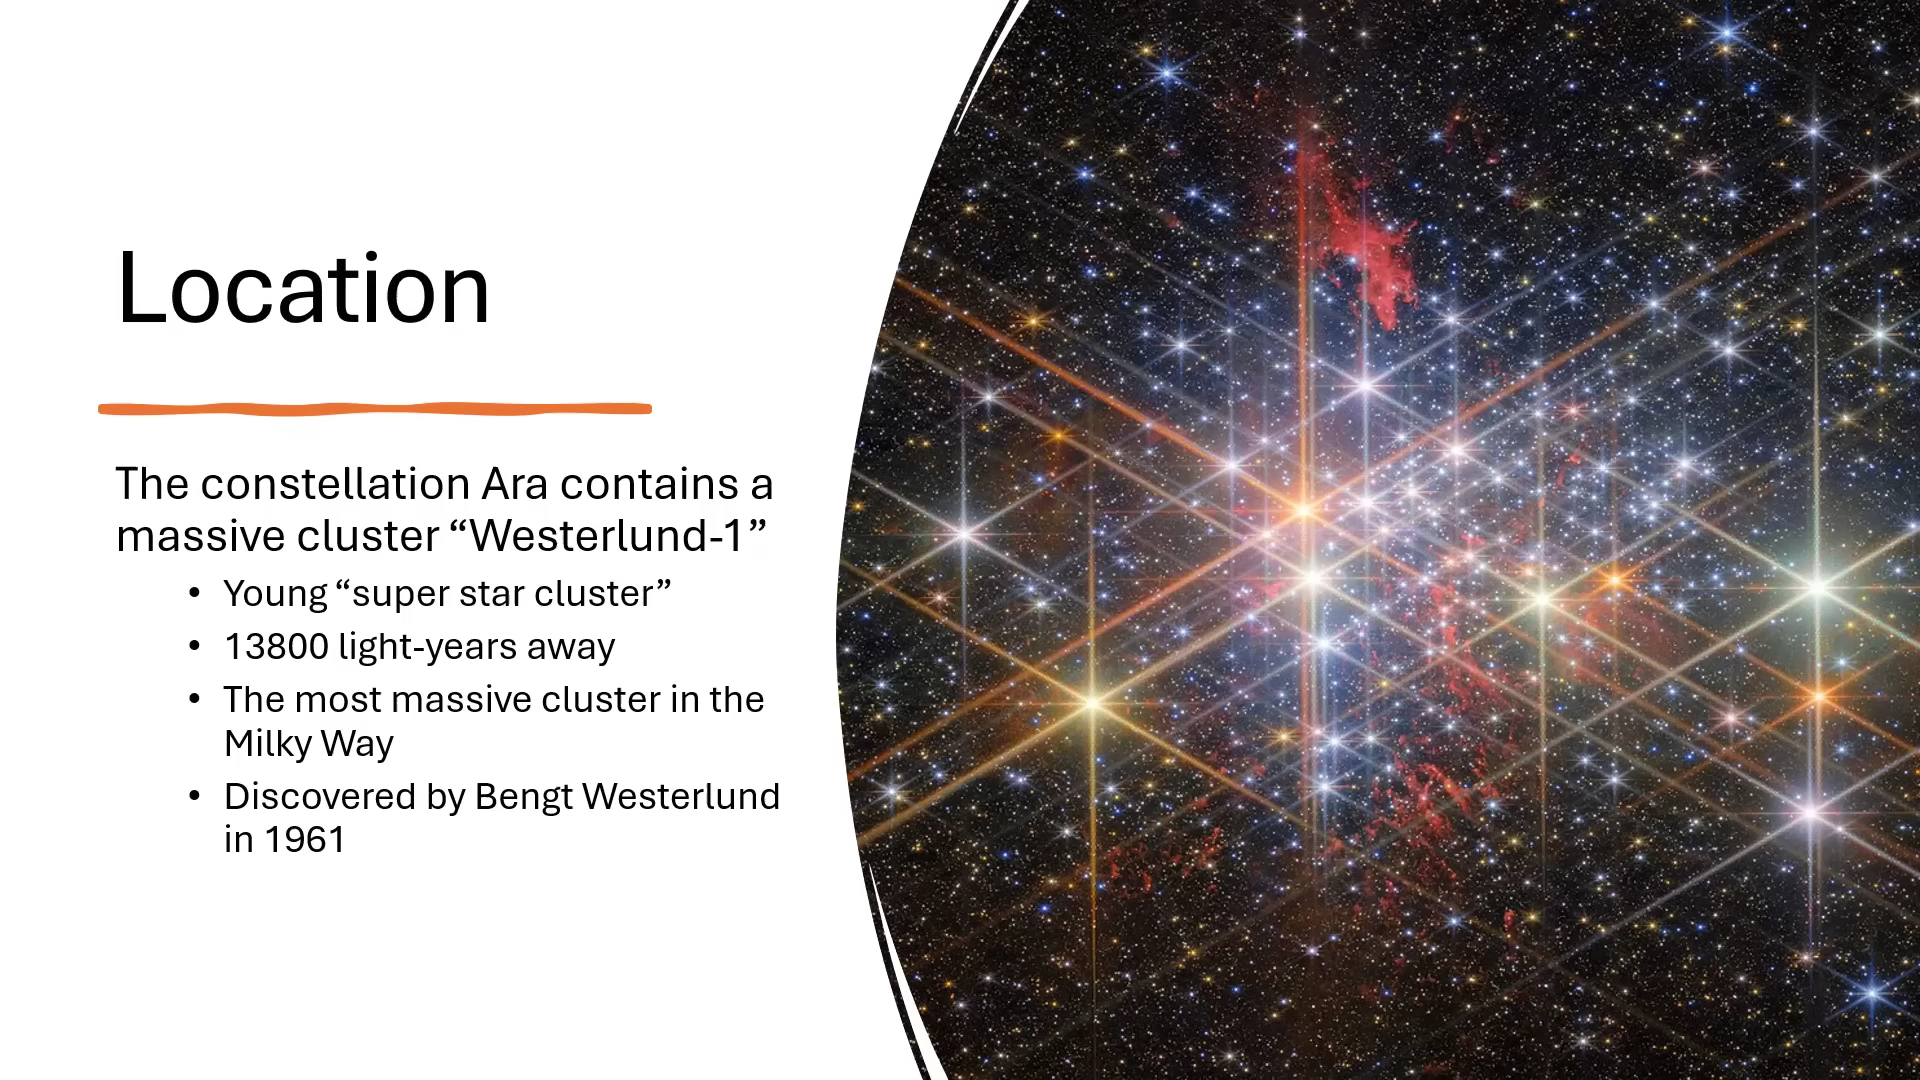 Location
The constellation Ara contains a
massive cluster “Westerlund-1”
• Young “super star cluster”
• 13800 light-years away
• The most massive cluster in the
Milky Way
• Discovered by Bengt Westerlund
in 1961